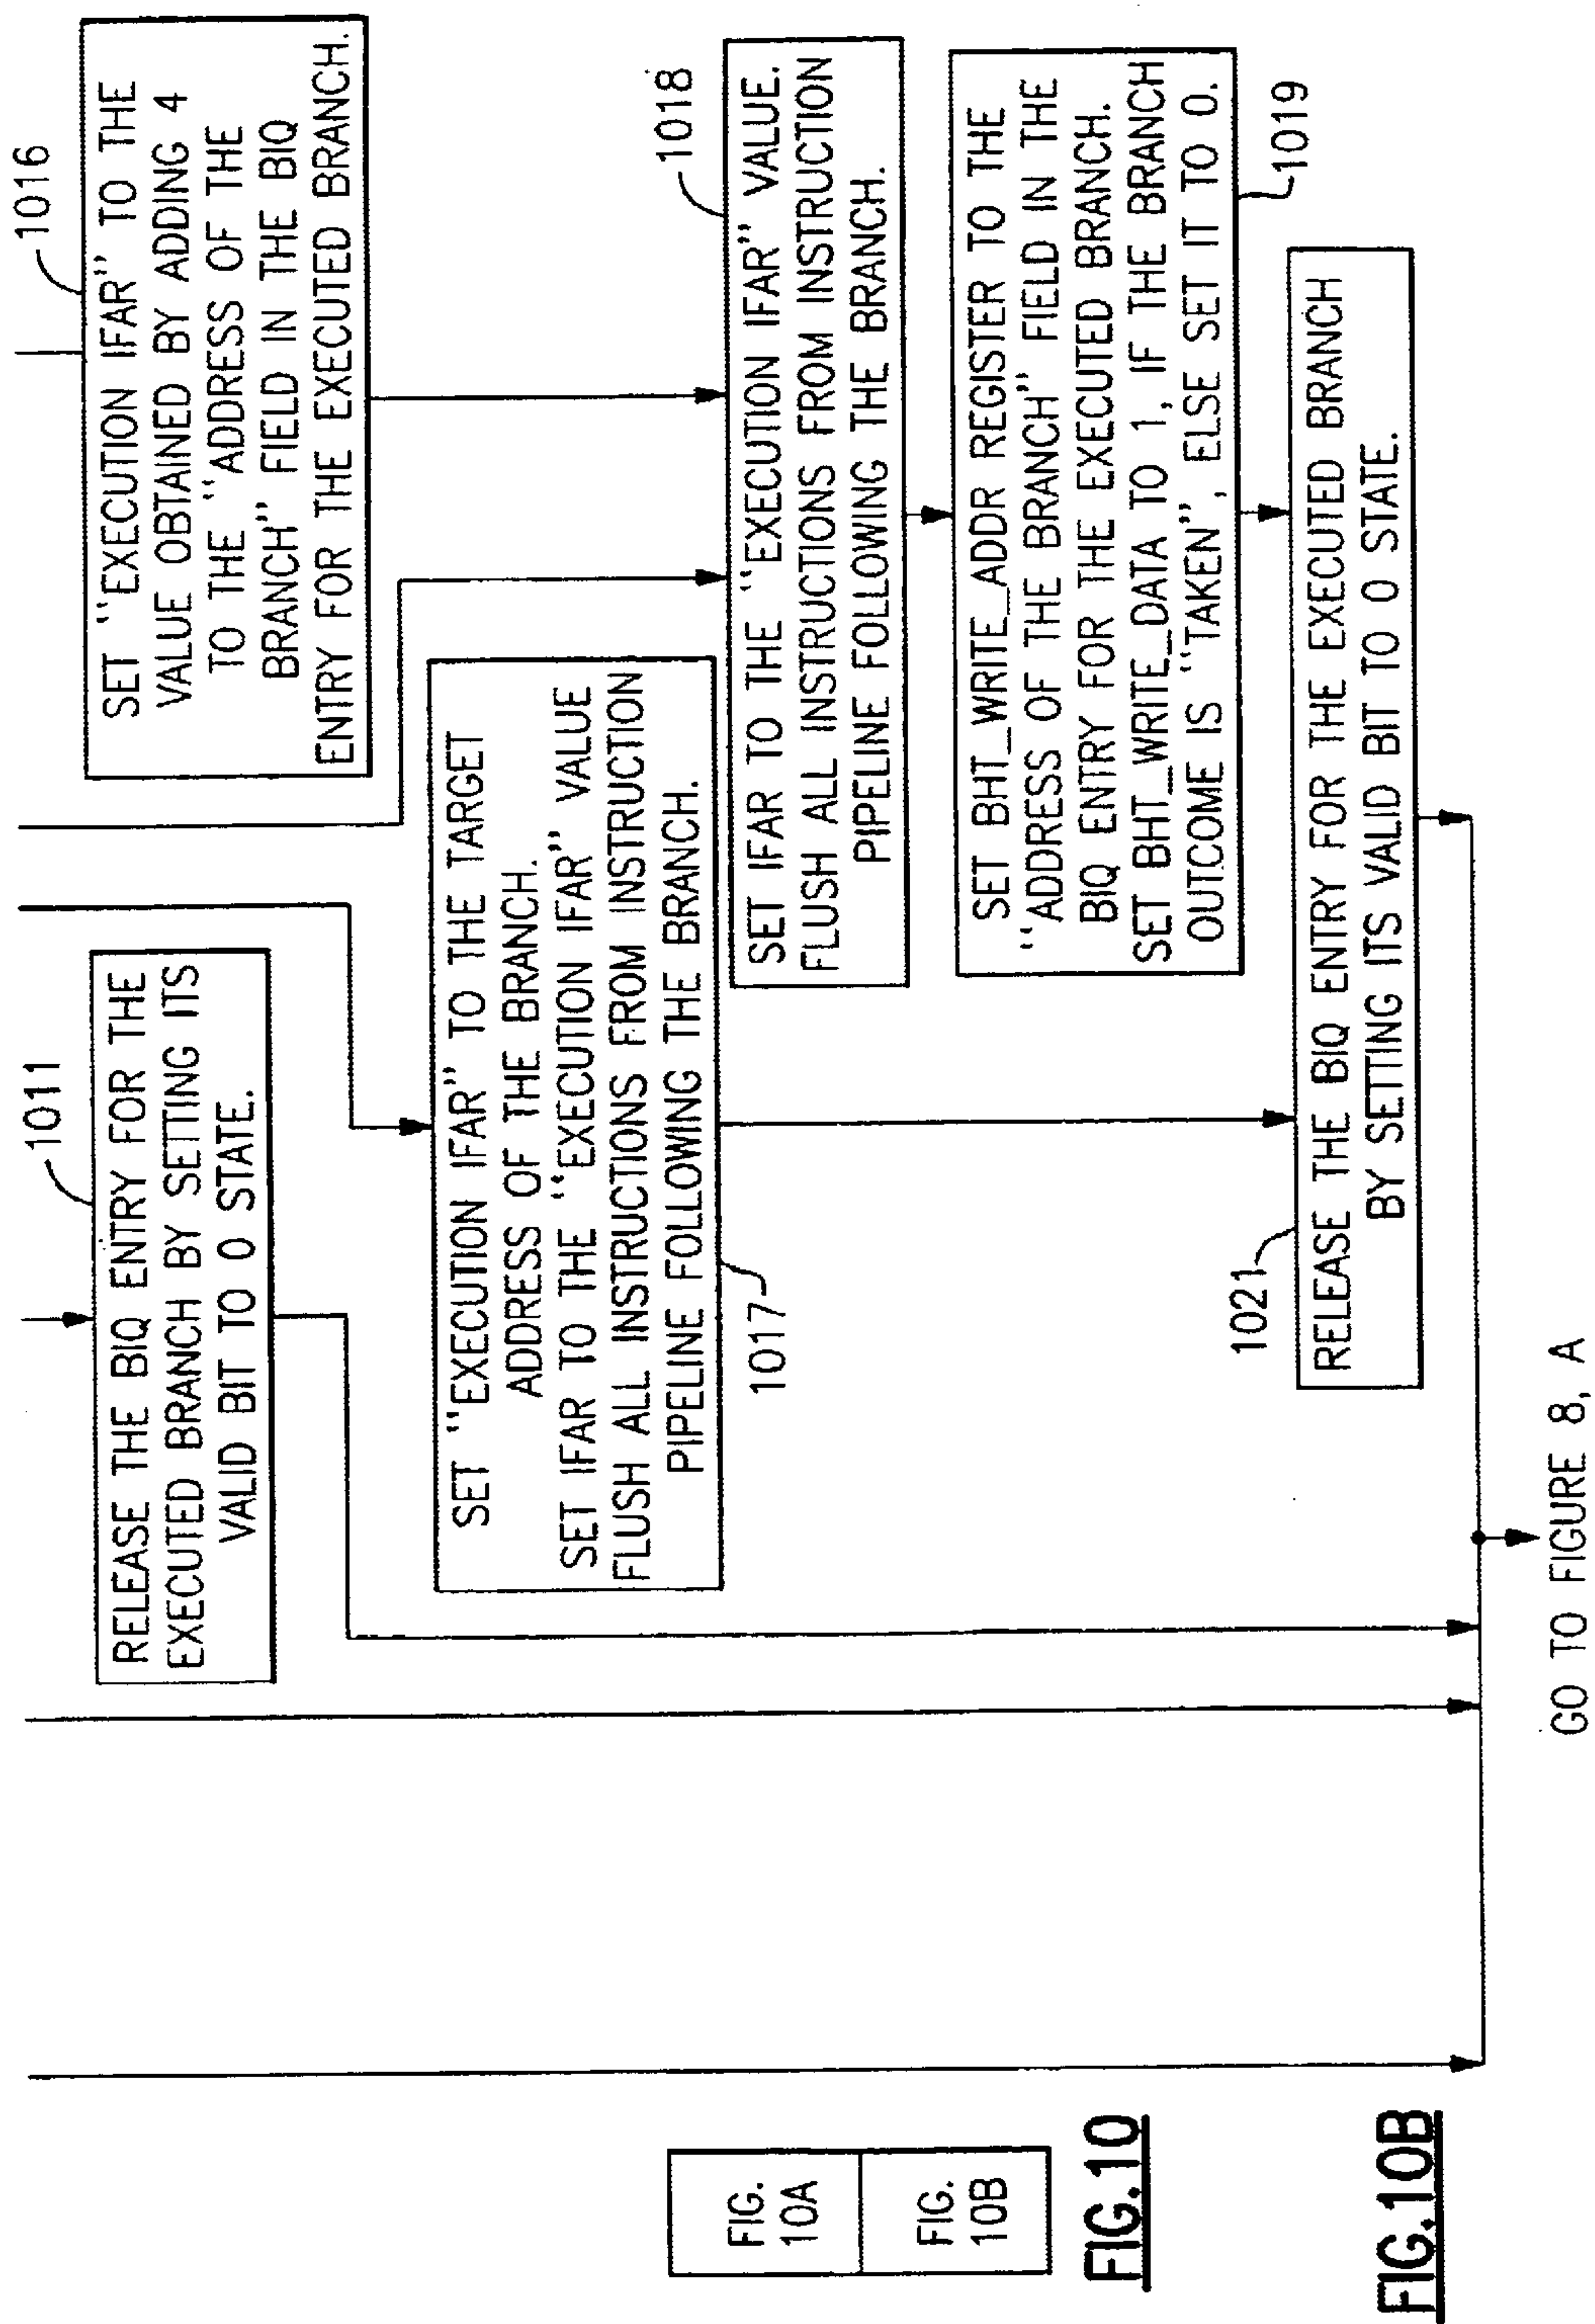 1011
RELEASE THE BIQ ENTRY FOR THE
EXECUTED BRANCH BY SETTING ITS
VALID BIT TO 0 STATE.
1016
SET "EXECUTION IFAR" TO THE
VALUE OBTAINED BY ADDING 4
TO THE "ADDRESS OF THE
BRANCH" FIELD IN THE BIQ
ENTRY FOR THE EXECUTED BRANCH.
SET "EXECUTION IFAR" TO THE TARGET
ADDRESS OF THE BRANCH.
SET IFAR TO THE "EXECUTION IFAR" VALUE
FLUSH ALL INSTRUCTIONS FROM INSTRUCTION
PIPELINE FOLLOWING THE BRANCH.
1017
1018
SET IFAR TO THE "EXECUTION IFAR" VALUE.
FLUSH ALL INSTRUCTIONS FROM INSTRUCTION
PIPELINE FOLLOWING THE BRANCH.
SET BHT_WRITE_ADDR REGISTER TO THE
"ADDRESS OF THE BRANCH" FIELD IN THE
BIQ ENTRY FOR THE EXECUTED BRANCH.
SET BHT_WRITE_DATA TO 1, IF THE BRANCH
OUTCOME IS "TAKEN", ELSE SET IT TO 0.
1019
1021
RELEASE THE BIQ ENTRY FOR THE EXECUTED BRANCH
BY SETTING ITS VALID BIT TO 0 STATE.
GO TO FIGURE 8, A
FIG.
10A
FIG.
10B
FIG.10
FIG.10B